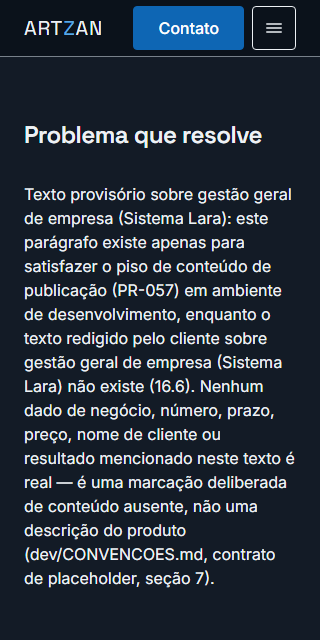 ARTZAN
Contato
Problema que resolve
Texto provisório sobre gestão geral
de empresa (Sistema Lara): este
parágrafo existe apenas para
satisfazer o piso de conteúdo de
publicação (PR-057) em ambiente
de desenvolvimento, enquanto o
texto redigido pelo cliente sobre
gestão geral de empresa (Sistema
Lara) não existe (16.6). Nenhum
dado de negócio, número, prazo,
preço, nome de cliente ou
resultado mencionado neste texto é
real — é uma marcação deliberada
de conteúdo ausente, não uma
descrição do produto
(dev/CONVENCOES.md, contrato
de placeholder, seção 7).